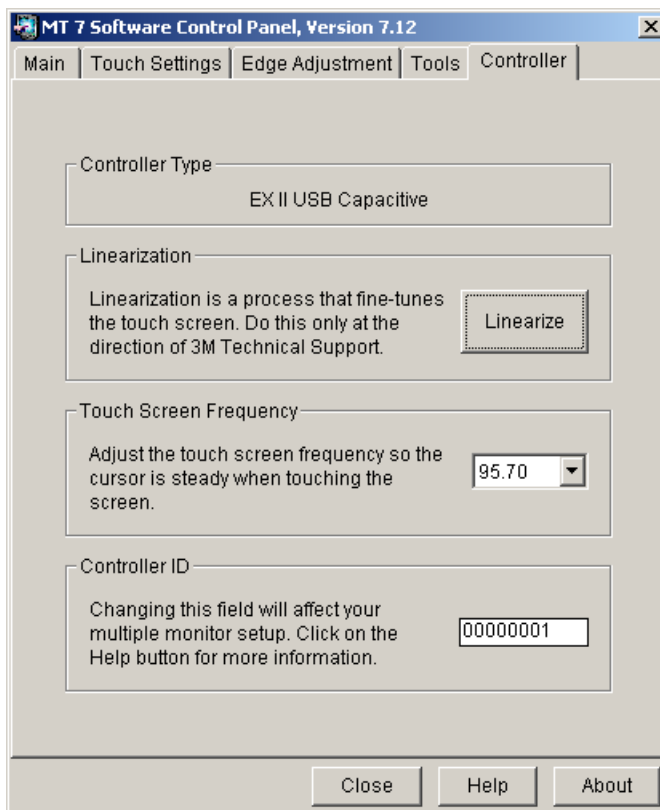 MT 7 Software Control Panel, Version 7.12
Main Touch Settings Edge Adjustment Tools Controller
Controller Type
EX II USB Capacitive
Linearization
Linearization is a process that fine-tunes
the touch screen. Do this only at the
direction of 3M Technical Support.
Linearize
Touch Screen Frequency
Adjust the touch screen frequency so the
cursor is steady when touching the
screen.
95.70
Controller ID
Changing this field will affect your
multiple monitor setup. Click on the
Help button for more information.
00000001
Close Help About